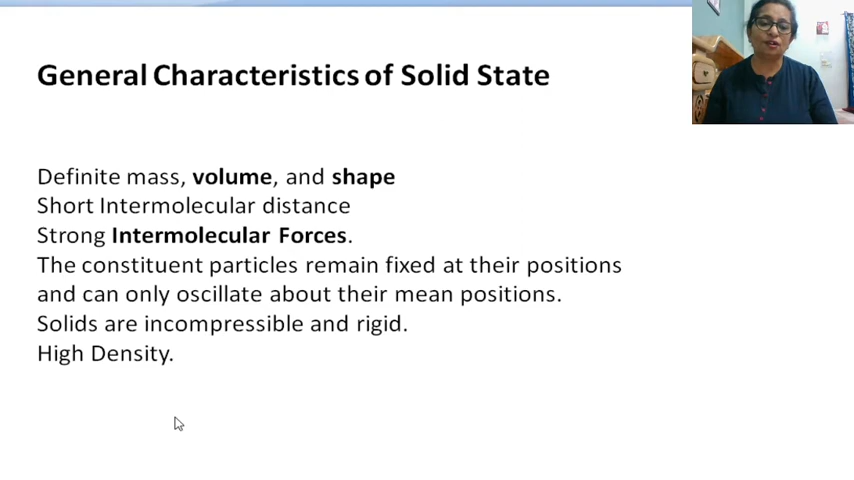 General Characteristics of Solid State
Definite mass, volume, and shape
Short Intermolecular distance
Strong Intermolecular Forces.
The constituent particles remain fixed at their positions
and can only oscillate about their mean positions.
Solids are incompressible and rigid.
High Density.